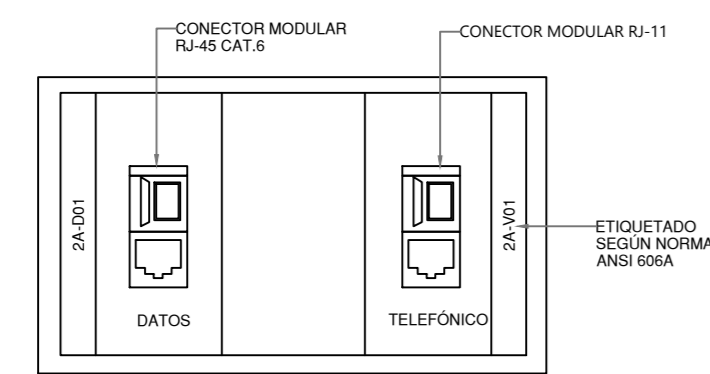 CONECTOR MODULAR
RJ-45 CAT.6
CONECTOR MODULAR RJ-11
2A-D01
2A-V01
ETIQUETADO
SEGÚN NORMA
ANSI 606A
DATOS
TELEFÓNICO